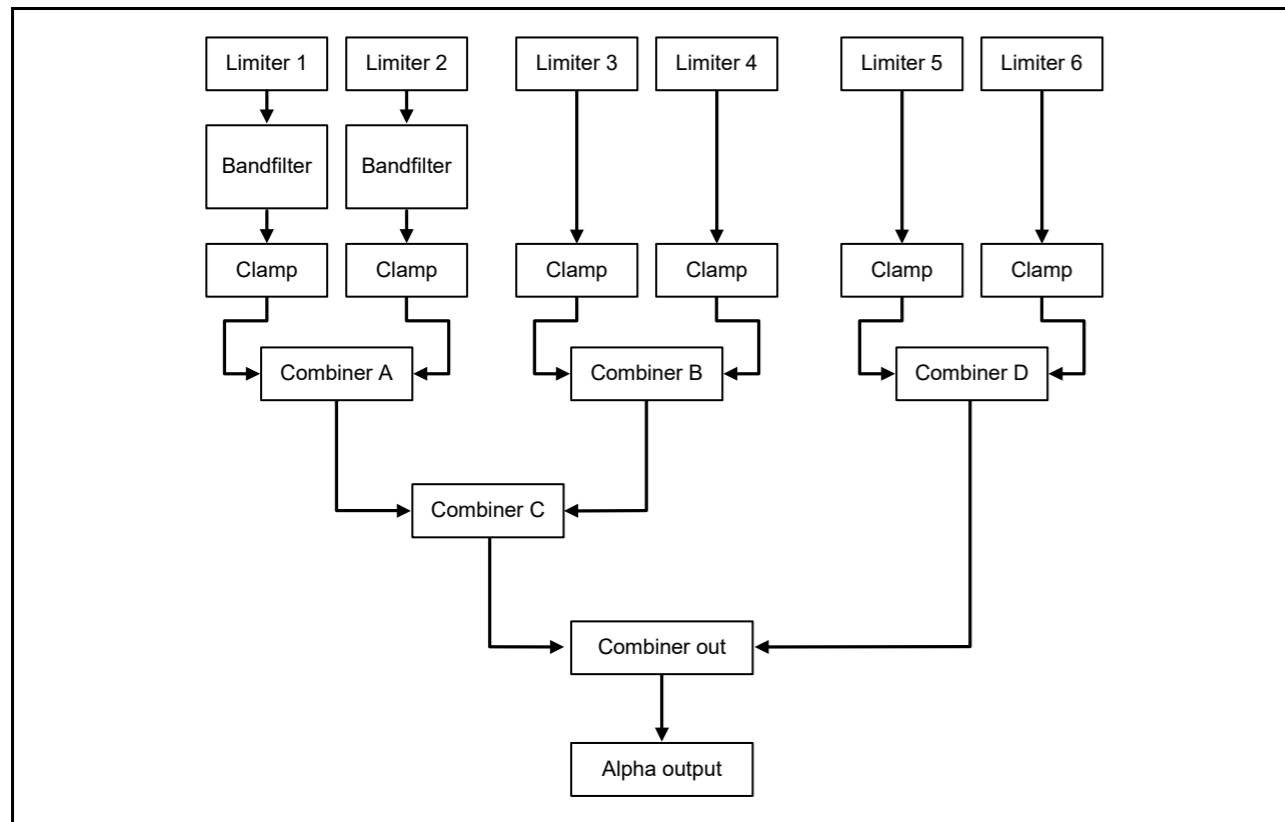 Limiter 1
Limiter 2
Limiter 3
Limiter 4
Limiter 5
Limiter 6
Bandfilter
Bandfilter
Clamp
Clamp
Clamp
Clamp
Clamp
Clamp
Combiner A
Combiner B
Combiner D
Combiner C
Combiner out
Alpha output